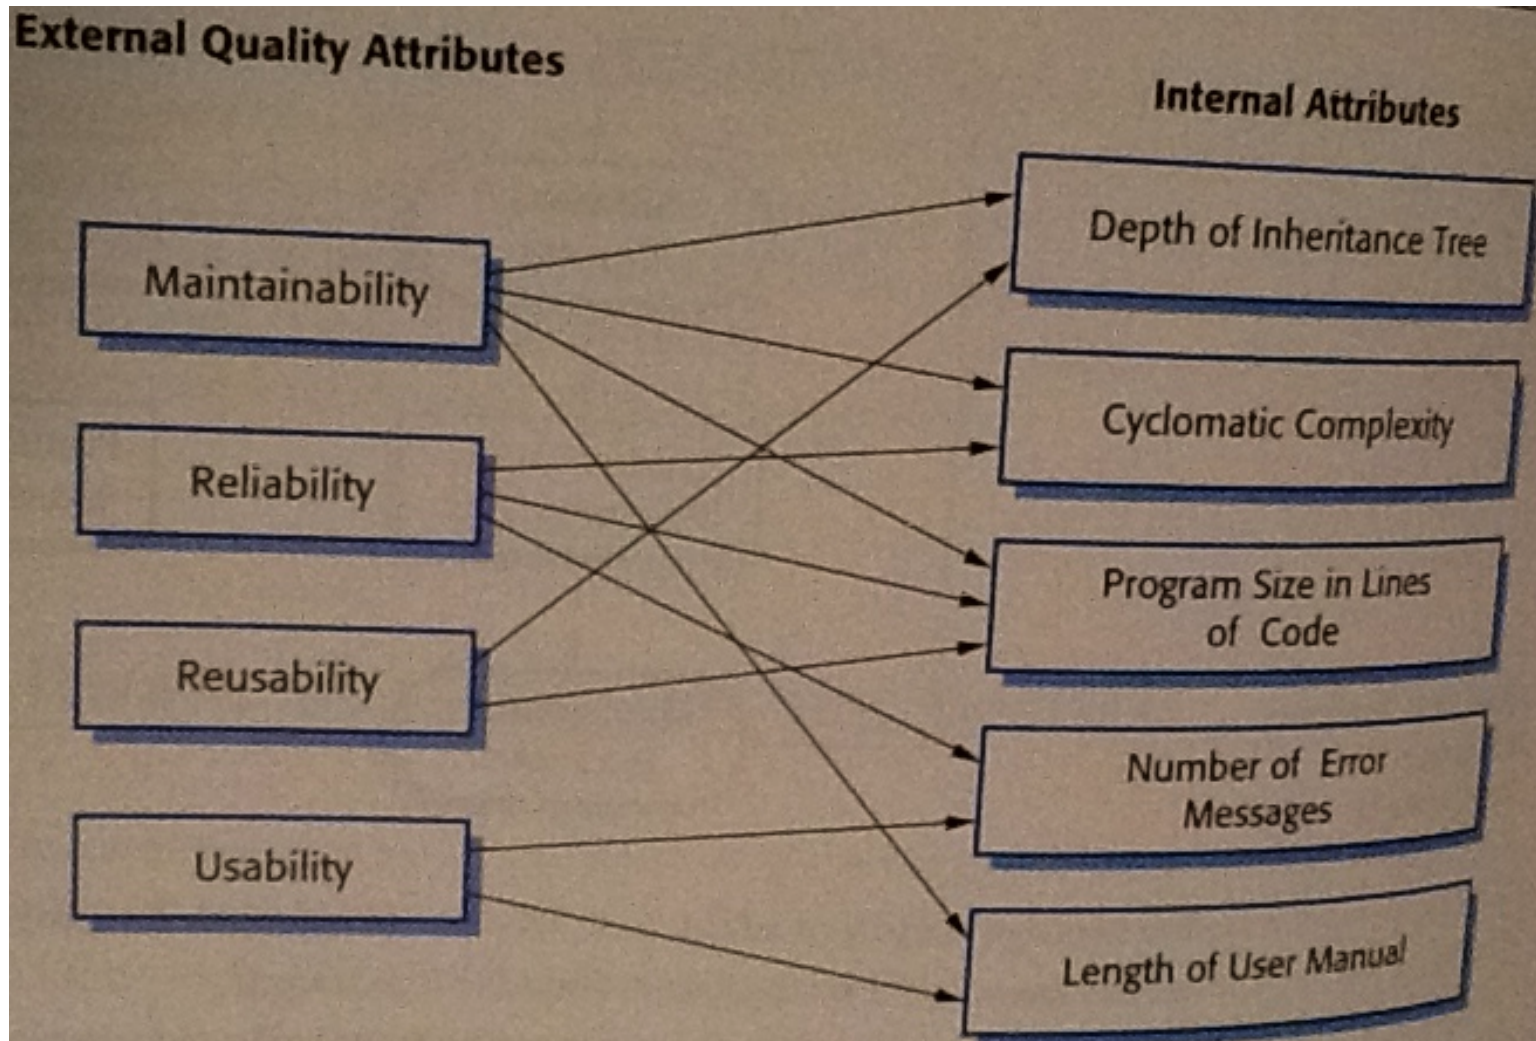 External Quality Attributes
Internal Attributes
Maintainability
Reliability
Reusability
Usability
Depth of Inheritance Tree
Cyclomatic Complexity
Program Size in Lines
of Code
Number of Error
Messages
Length of User Manual